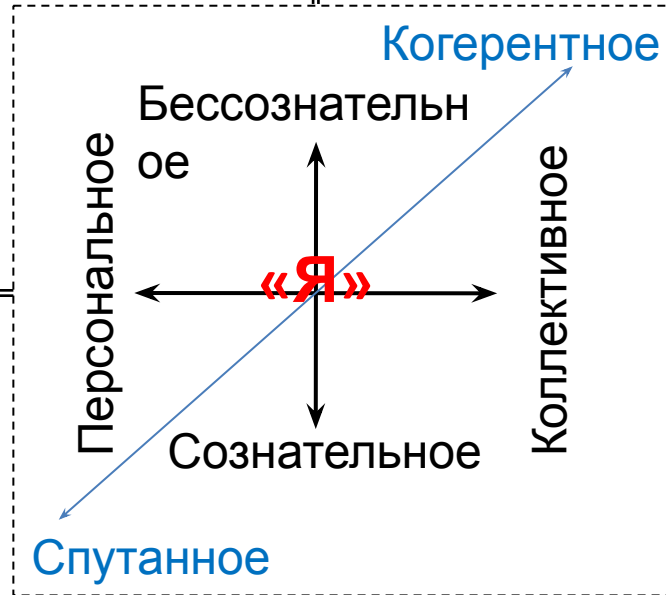 Когерентное
Бессознательн
ое
Персональное
«Я»
Коллективное
Сознательное
Спутанное